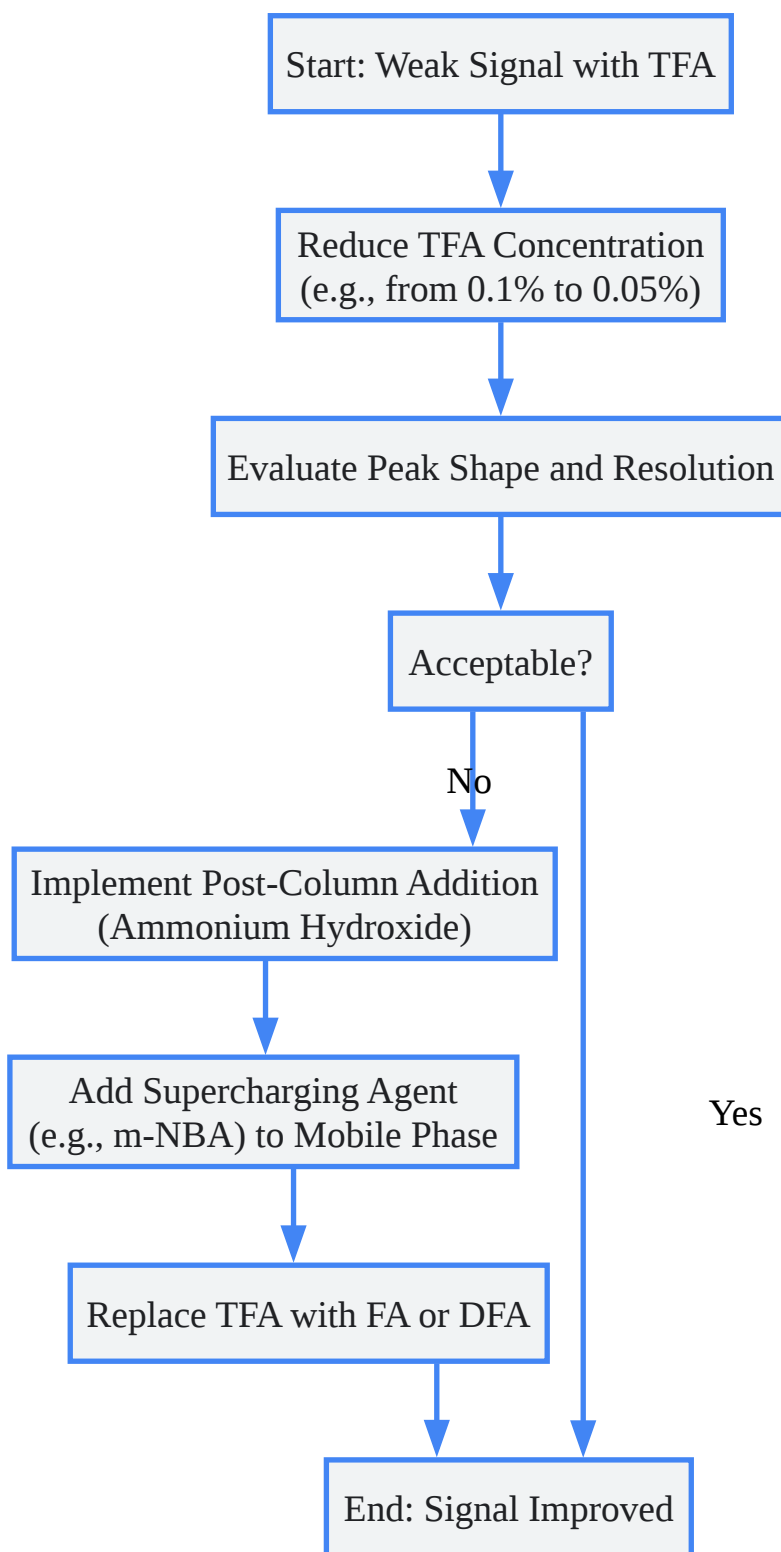 Start: Weak Signal with TFA
Reduce TFA Concentration
(e.g., from 0.1% to 0.05%)
Evaluate Peak Shape and Resolution
Acceptable?
No
Implement Post-Column Addition
(Ammonium Hydroxide)
Add Supercharging Agent
(e.g., m-NBA) to Mobile Phase
Yes
Replace TFA with FA or DFA
End: Signal Improved